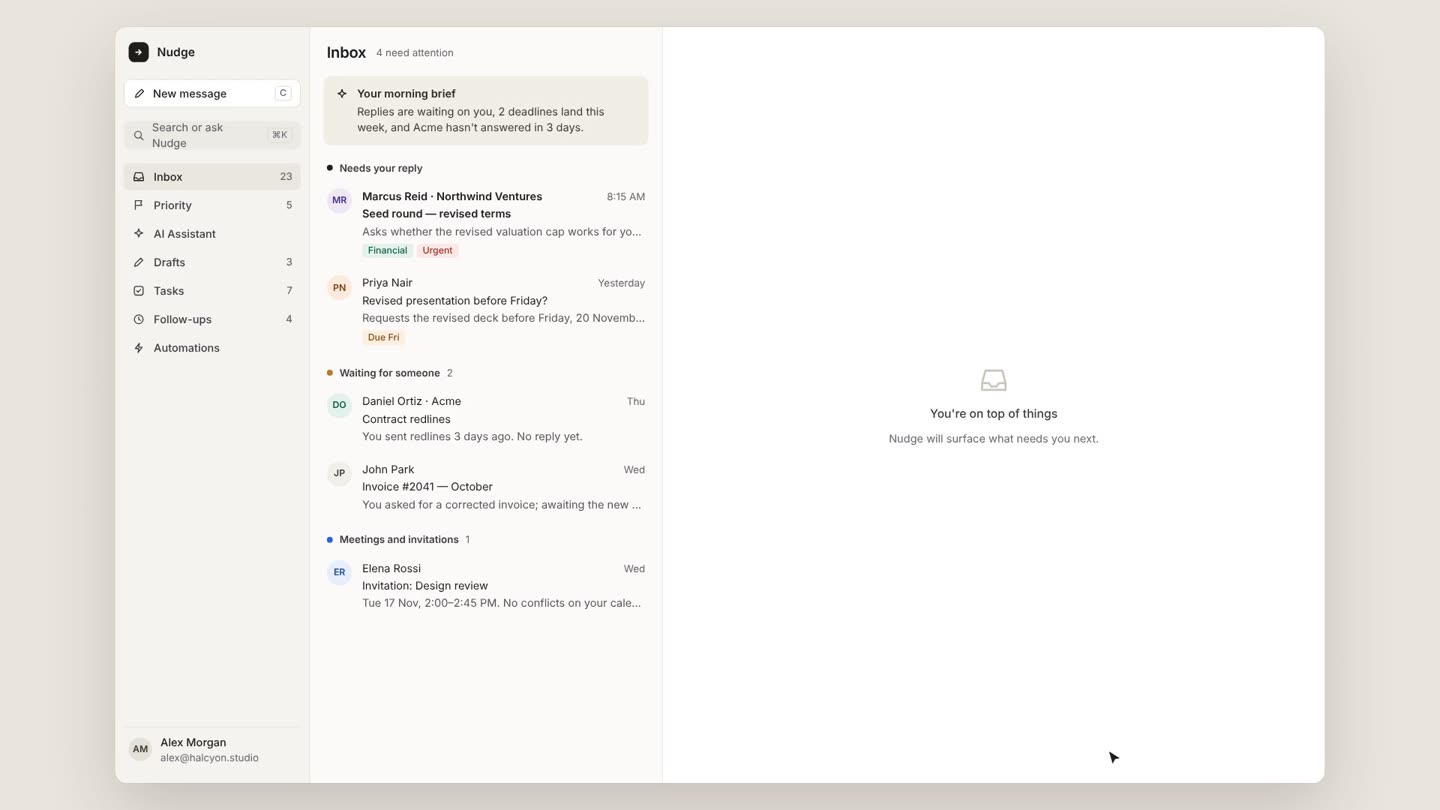 Nudge
New message C
Search or ask
Nudge
⌘K
Inbox 23
Priority 5
AI Assistant
Drafts 3
Tasks 7
Follow-ups 4
Automations
AM
Alex Morgan
alex@halcyon.studio
Inbox 4 need attention
Your morning brief
Replies are waiting on you, 2 deadlines land this
week, and Acme hasn't answered in 3 days.
Needs your reply
MR
Marcus Reid · Northwind Ventures 8:15 AM
Seed round — revised terms
Asks whether the revised valuation cap works for yo...
Financial Urgent
PN
Priya Nair Yesterday
Revised presentation before Friday?
Requests the revised deck before Friday, 20 Novemb...
Due Fri
Waiting for someone 2
DO
Daniel Ortiz · Acme Thu
Contract redlines
You sent redlines 3 days ago. No reply yet.
JP
John Park Wed
Invoice #2041 — October
You asked for a corrected invoice; awaiting the new ...
Meetings and invitations 1
ER
Elena Rossi Wed
Invitation: Design review
Tue 17 Nov, 2:00–2:45 PM. No conflicts on your cale...
You're on top of things
Nudge will surface what needs you next.